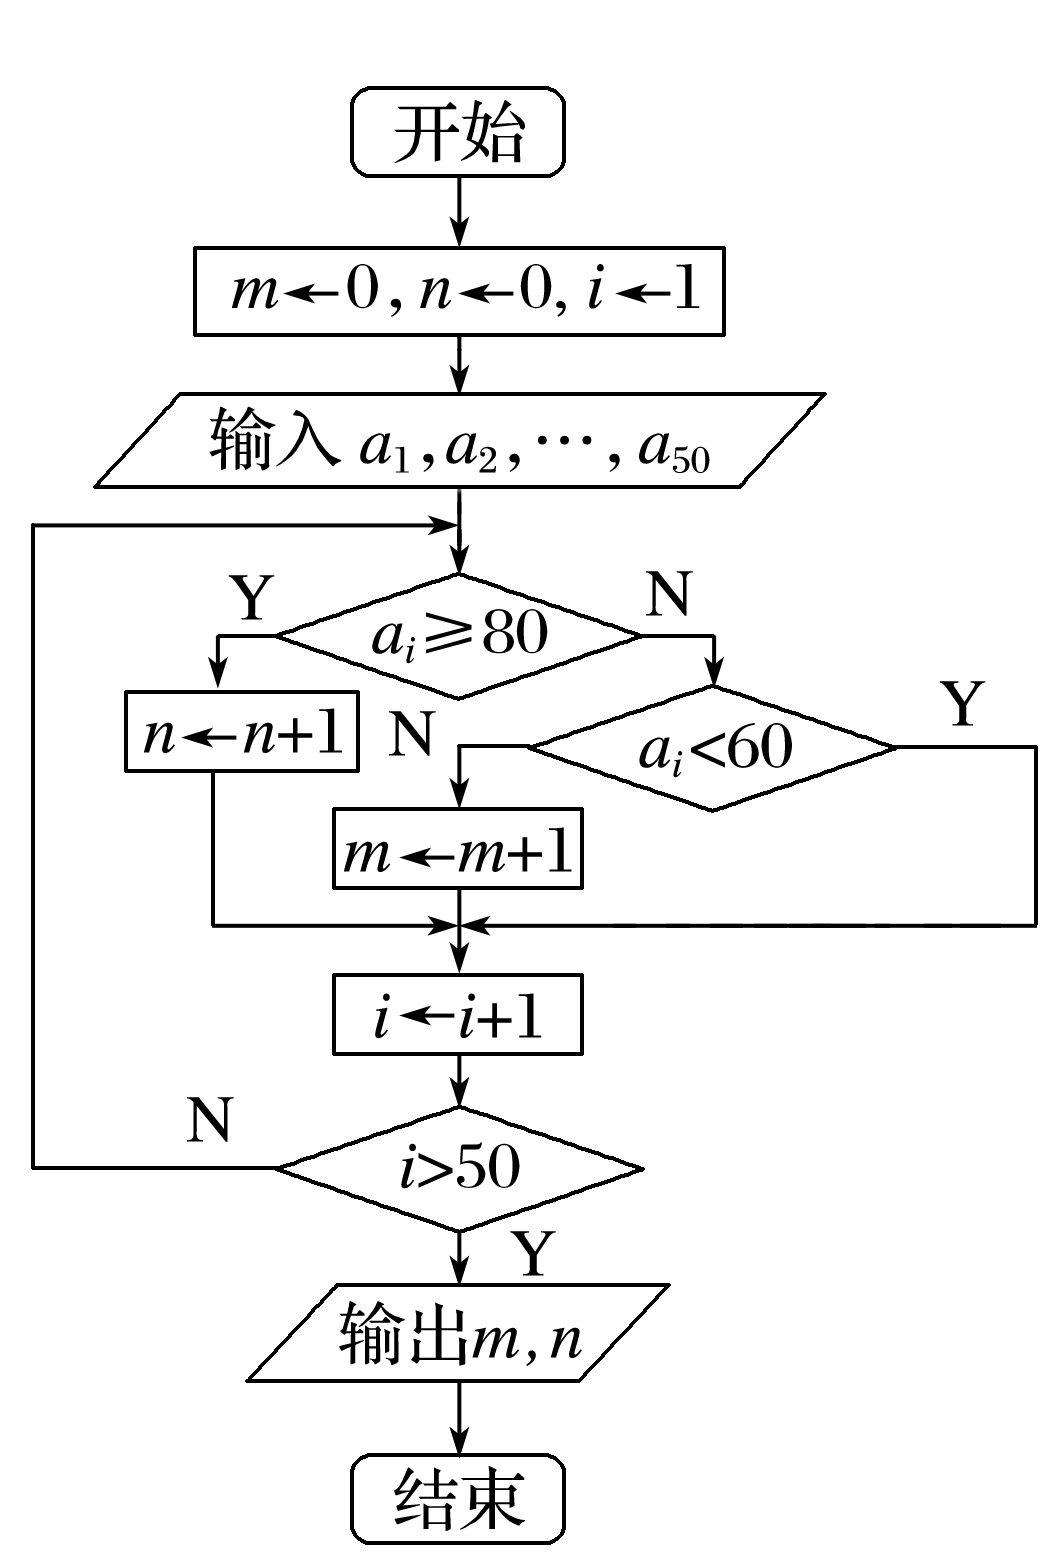 开始
m←0,n←0,i←1
输入 a₁,a₂,⋯,a₅₀
Y
N
aᵢ≥80
n←n+1
N
aᵢ<60
Y
m←m+1
i←i+1
N
i>50
Y
输出m,n
结束